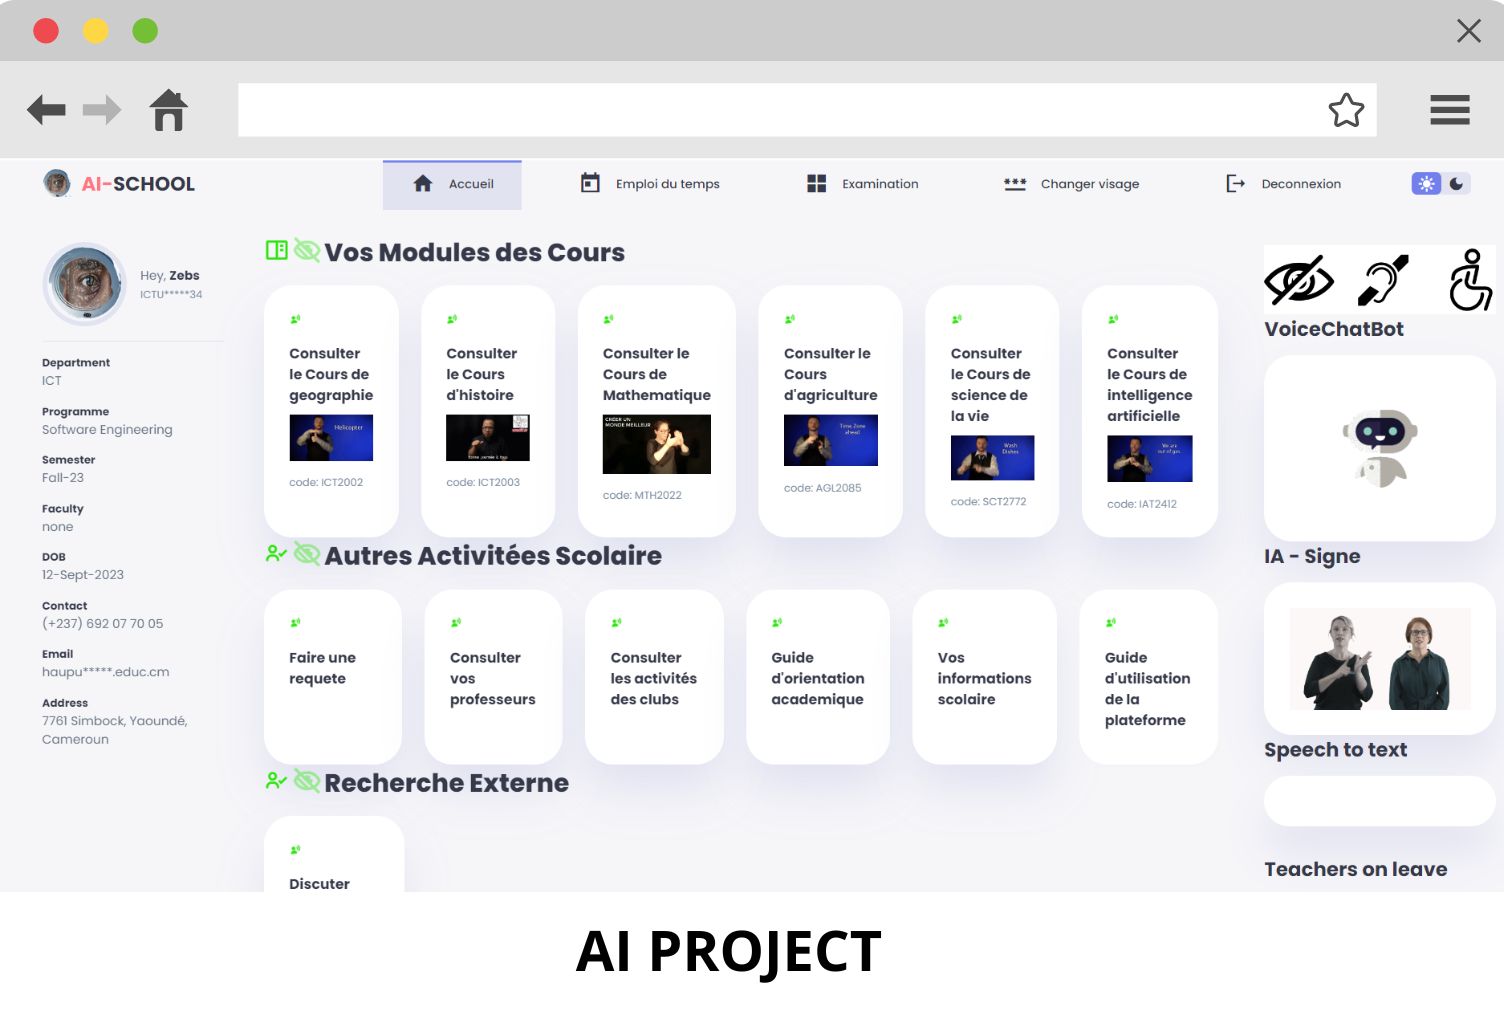 AI-SCHOOL
Accueil
Emploi du temps
Examination
Changer visage
Deconnexion
Hey, Zebs
ICTU*****34
Department
ICT
Programme
Software Engineering
Semester
Fall-23
Faculty
none
DOB
12-Sept-2023
Contact
(+237) 692 07 70 05
Email
haupu*****.educ.cm
Address
7761 Simbock, Yaoundé,
Cameroun
Vos Modules des Cours
Consulter
le Cours de
geographie
Helicopter
code: ICT2002
Consulter
le Cours
d'histoire
code: ICT2003
Consulter le
Cours de
Mathematique
CRÉER UN
MONDE MEILLEUR
code: MTH2022
Consulter le
Cours
d'agriculture
Time Zone
ahead
code: AGL2085
Consulter
le Cours de
science de
la vie
Wash
Dishes
code: SCT2772
Consulter
le Cours de
intelligence
artificielle
We are
out of gas
code: IAT2412
Autres Activitées Scolaire
Faire une
requete
Consulter
vos
professeurs
Consulter
les activités
des clubs
Guide
d'orientation
academique
Vos
informations
scolaire
Guide
d'utilisation
de la
plateforme
Recherche Externe
Discuter
VoiceChatBot
IA - Signe
Speech to text
Teachers on leave
AI PROJECT